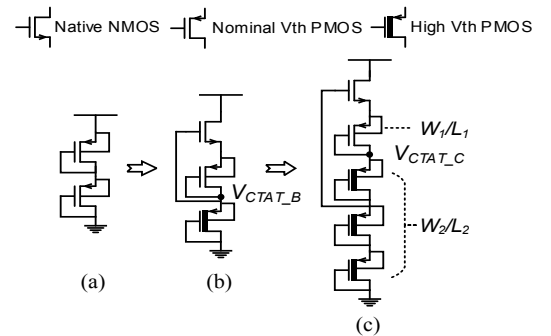 Native NMOS
Nominal Vth PMOS
High Vth PMOS
W1/L1
VCTAT_C
VCTAT_B
W2/L2
(a)
(b)
(c)